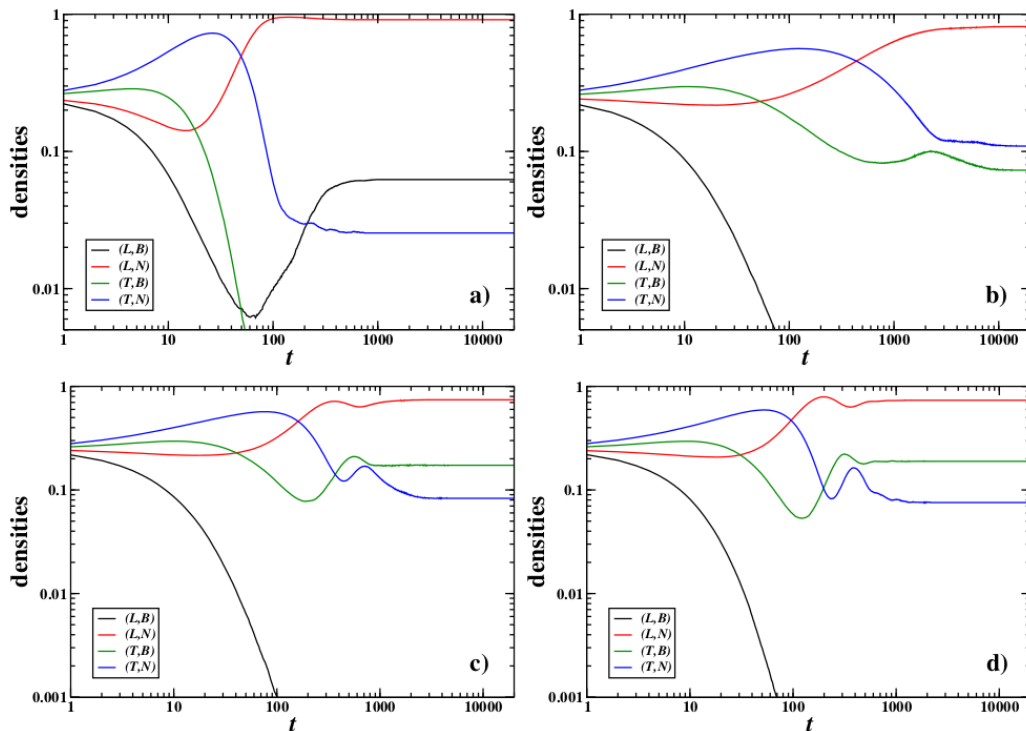 1
0.1
0.01
densities
(L,B)
(L,N)
(T,B)
(T,N)
a)
1 10 100 1000 10000
t
1
0.1
0.01
densities
(L,B)
(L,N)
(T,B)
(T,N)
b)
1 10 100 1000 10000
t
1
0.1
0.01
0.001
densities
(L,B)
(L,N)
(T,B)
(T,N)
c)
1 10 100 1000 10000
t
1
0.1
0.01
0.001
densities
(L,B)
(L,N)
(T,B)
(T,N)
d)
1 10 100 1000 10000
t